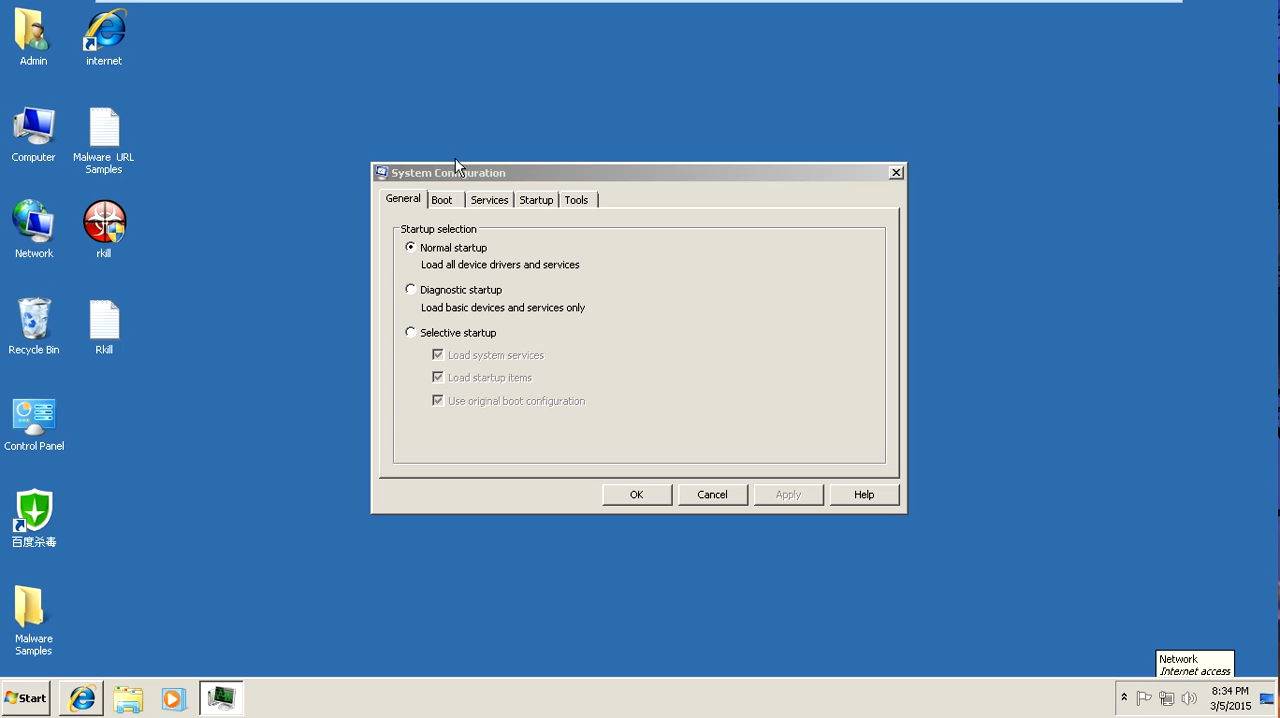 Admin
internet
Computer
Malware URL
Samples
Network
rkill
Recycle Bin
Rkill
Control Panel
百度杀毒
Malware
Samples
System Configuration
General
Boot
Services
Startup
Tools
Startup selection
Normal startup
Load all device drivers and services
Diagnostic startup
Load basic devices and services only
Selective startup
Load system services
Load startup items
Use original boot configuration
OK
Cancel
Apply
Help
Network
Internet access
Start
8:34 PM
3/5/2015